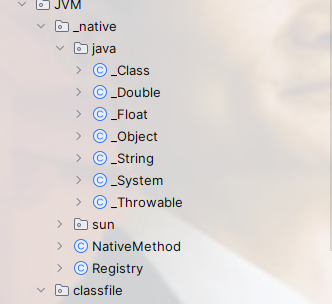 JVM
_native
java
_Class
_Double
_Float
_Object
_String
_System
_Throwable
sun
NativeMethod
Registry
classfile